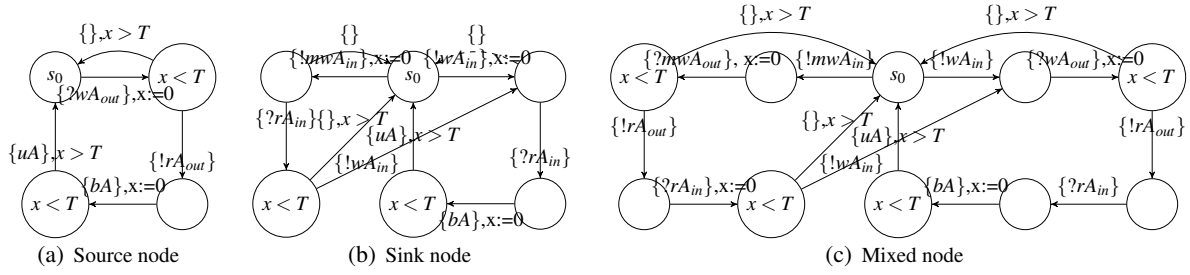 {},x > T
s0
x < T
{?wAout},x:=0
{uA},x > T
{!rAout}
{bA},x:=0
x < T
(a) Source node
{}
{}
{!mwAin},x:=0
s0
{!wAin},x:=0
{?rAin}
{},x > T
{uA},x > T
{!wAin}
{?rAin}
x < T
x < T
{bA},x:=0
(b) Sink node
{},x > T
{},x > T
x < T
{?mwAout}, x:=0
{!mwAin}
s0
{!wAin}
{?wAout},x:=0
x < T
{!rAout}
{},x > T
{uA},x > T
{!rAout}
{?rAin},x:=0
{!wAin}
x < T
x < T
{bA},x:=0
{?rAin}
(c) Mixed node